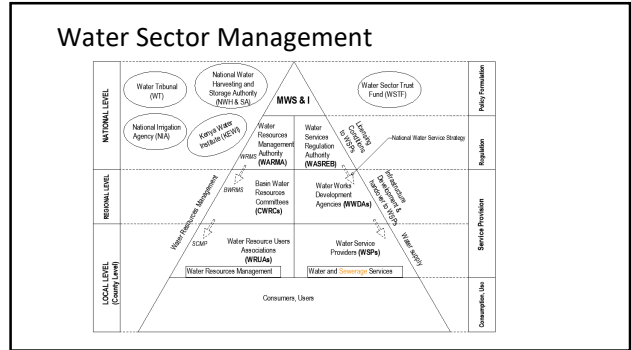 Water Sector Management
NATIONAL LEVEL
Water Tribunal
(WT)
National Water
Harvesting and
Storage Authority
(NWH & SA)
MWS & I
Water Sector Trust
Fund (WSTF)
Policy Formulation
National Irrigation
Agency (NIA)
Kenya Water
Institute (KEWI)
WRMS
Water
Resources
Management
Authority
(WARMA)
Water
Services
Regulation
Authority
(WASREB)
Licensing
Conditions
to WSPs
National Water Service Strategy
Regulation
REGIONAL LEVEL
Water Resources Management
BWRMS
Basin Water
Resources
Committees
(CWRCs)
Water Works
Development
Agencies (WWDAs)
Infrastructure
Development &
handover to WSPs
Service Provision
LOCAL LEVEL
(County Level)
SCMP
Water Resource Users
Associations
(WRUAs)
Water Service
Providers (WSPs)
Water supply
Water Resources Management
Water and Sewerage Services
Consumers, Users
Consumption, Use